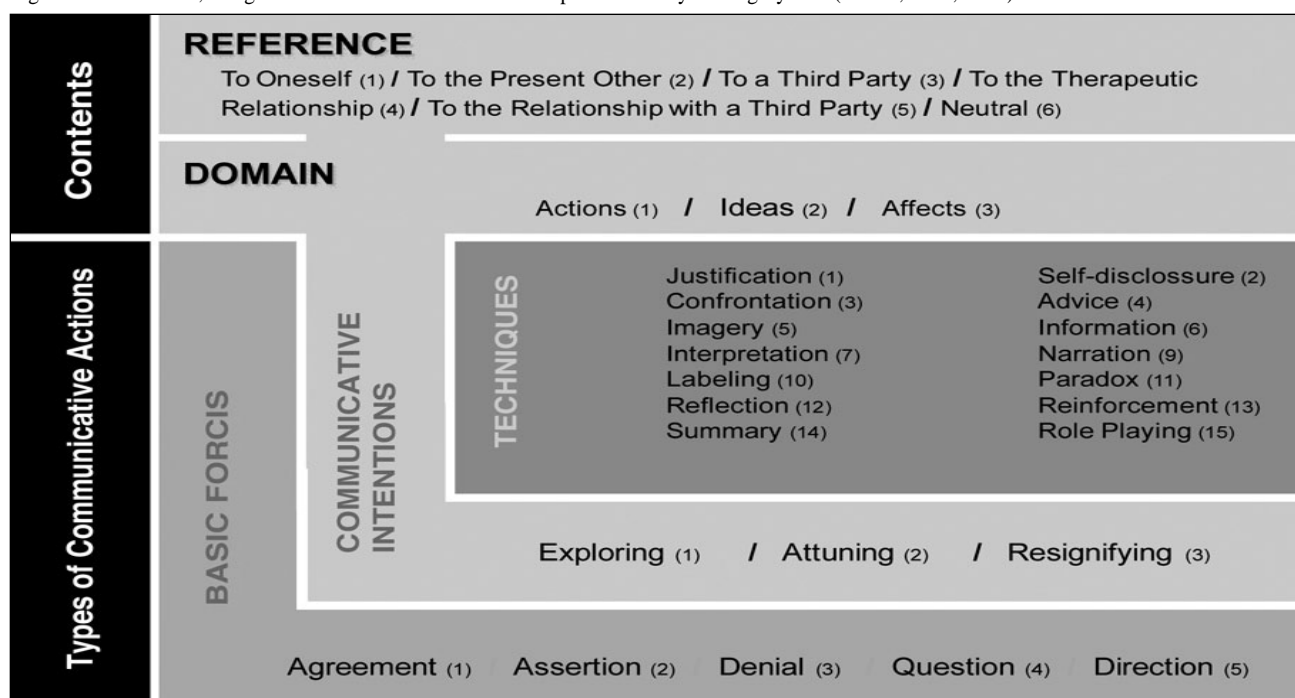 Contents
REFERENCE
To Oneself (1) / To the Present Other (2) / To a Third Party (3) / To the Therapeutic
Relationship (4) / To the Relationship with a Third Party (5) / Neutral (6)
DOMAIN
Actions (1) / Ideas (2) / Affects (3)
Types of Communicative Actions
BASIC FORCIS
COMMUNICATIVE
INTENTIONS
TECHNIQUES
Justification (1) Self-disclossure (2)
Confrontation (3) Advice (4)
Imagery (5) Information (6)
Interpretation (7) Narration (9)
Labeling (10) Paradox (11)
Reflection (12) Reinforcement (13)
Summary (14) Role Playing (15)
Exploring (1) / Attuning (2) / Resignifying (3)
Agreement (1) / Assertion (2) / Denial (3) / Question (4) / Direction (5)